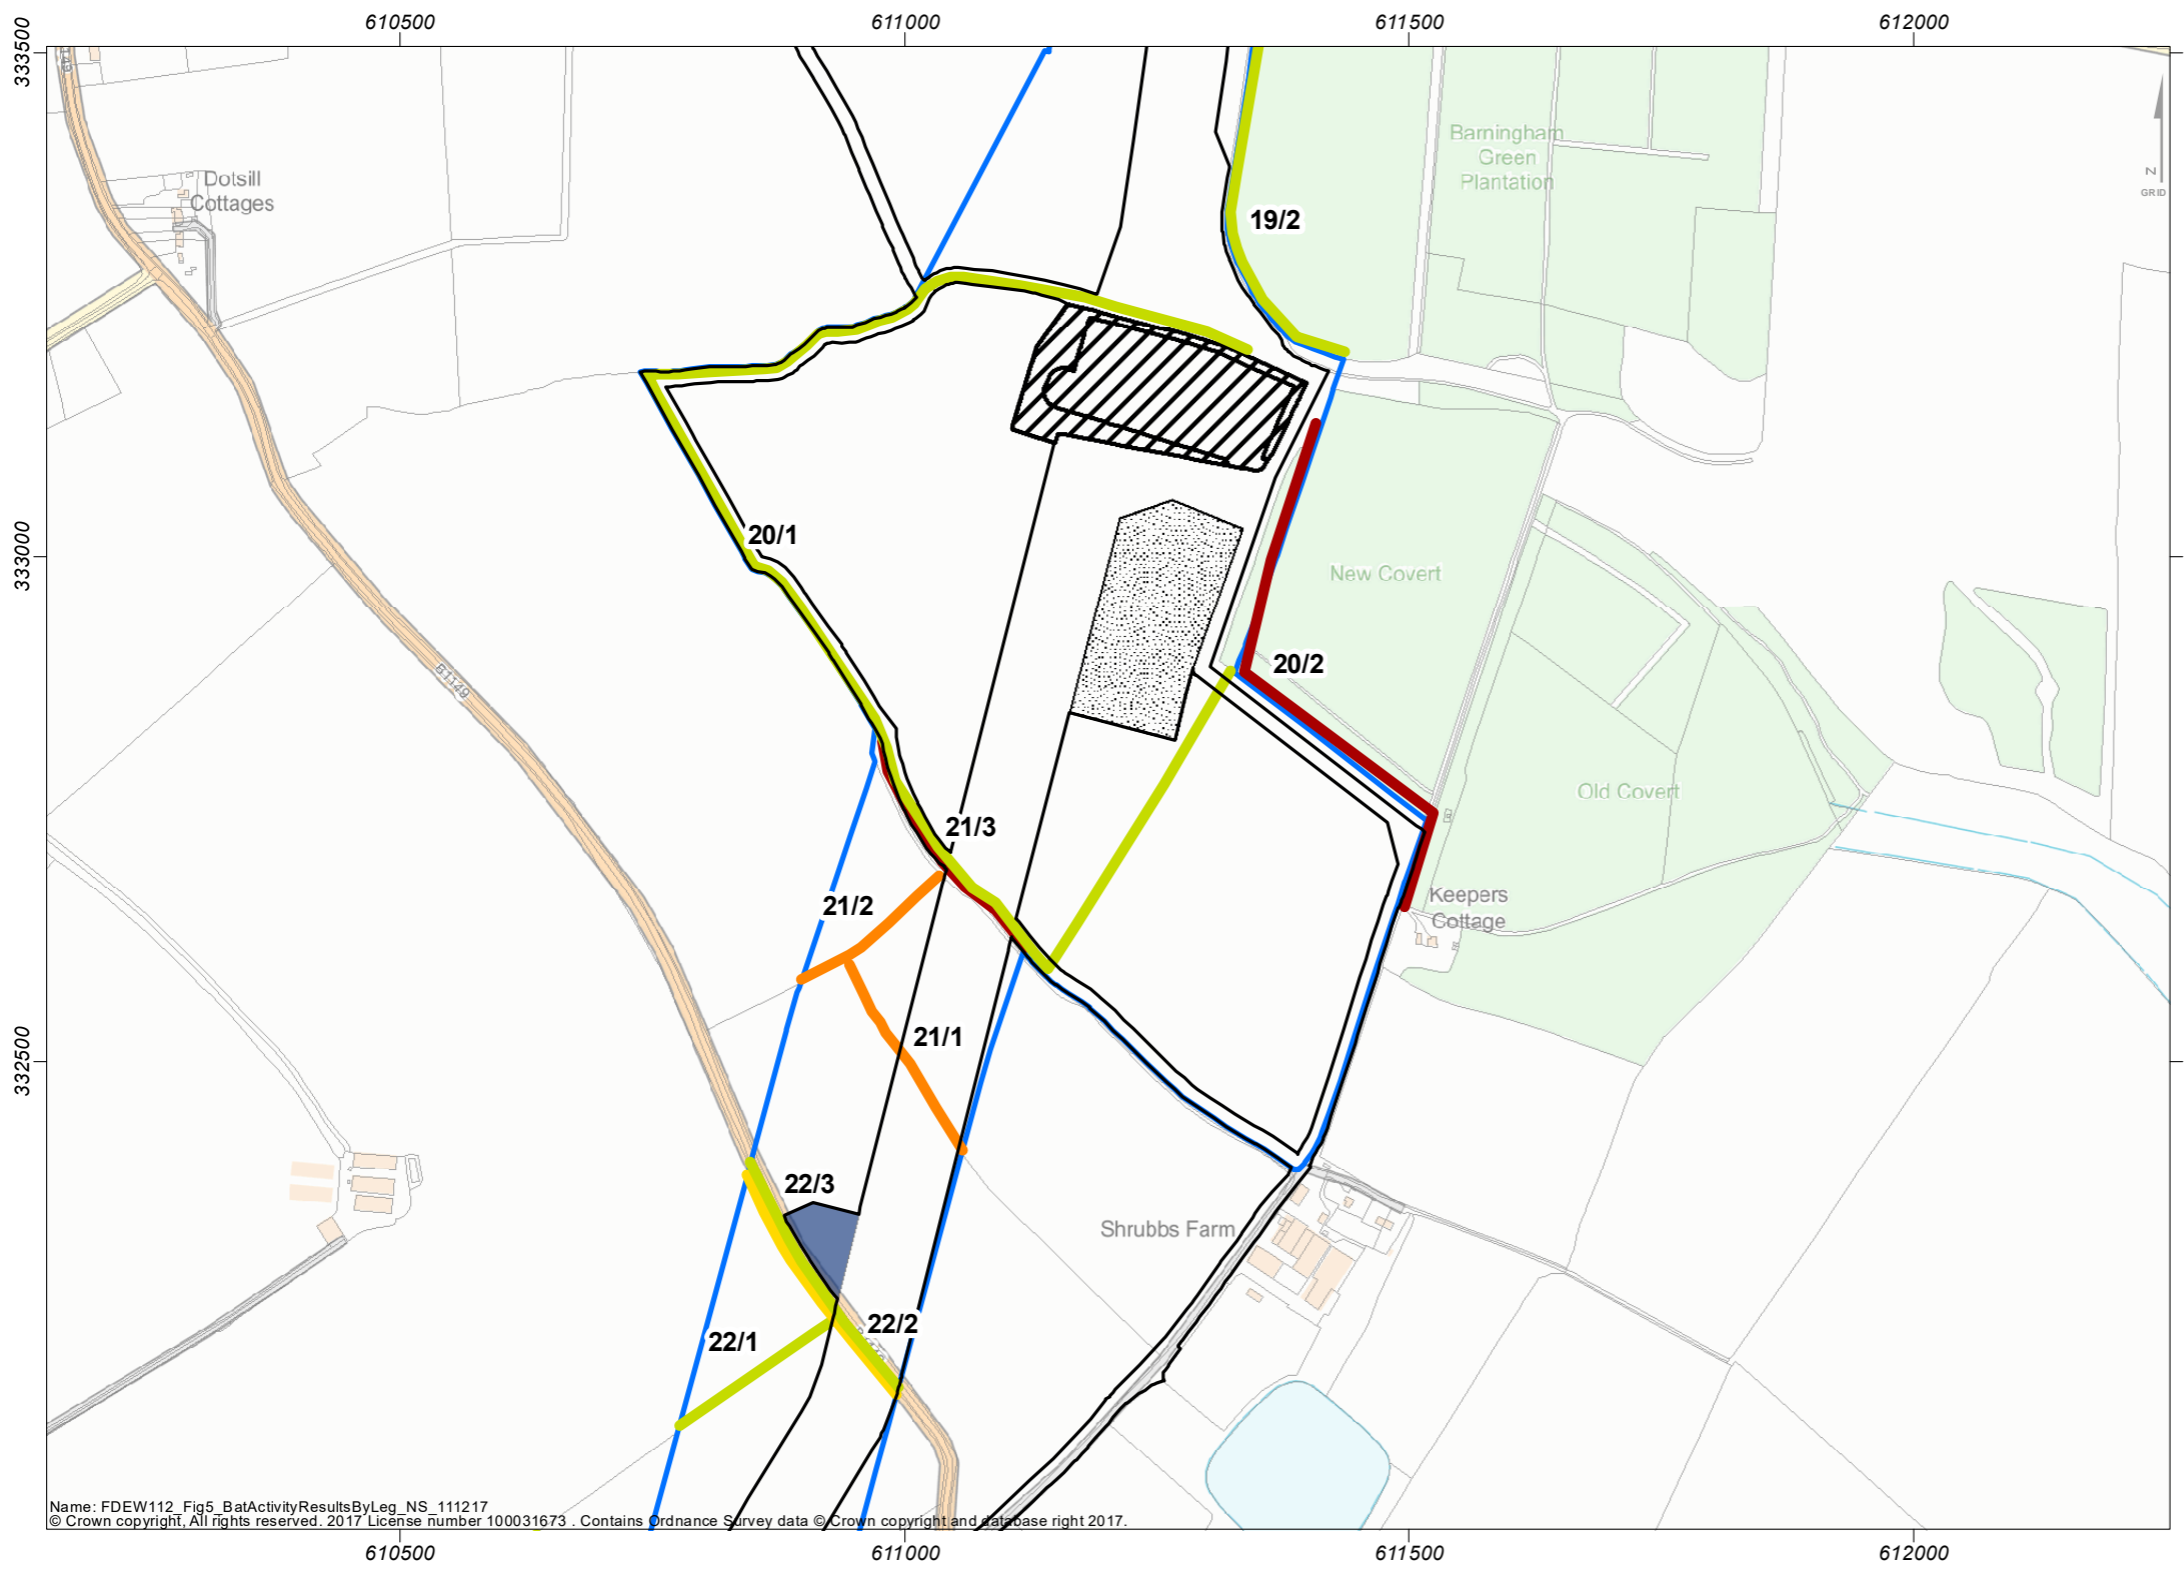 610500
611000
611500
612000
333500
B1149
Barningham
Green
Plantation
N
GRID
Dotsill
Cottages
19/2
20/1
333000
New Covert
20/2
B1149
Old Covert
21/3
Keepers
Cottage
21/2
21/1
332500
22/3
Shrubbs Farm
22/2
22/1
Name: FDEW112_Fig5_BatActivityResultsByLeg_NS_111217
© Crown copyright, All rights reserved. 2017 License number 100031673 . Contains Ordnance Survey data © Crown copyright and database right 2017.
610500
611000
611500
612000